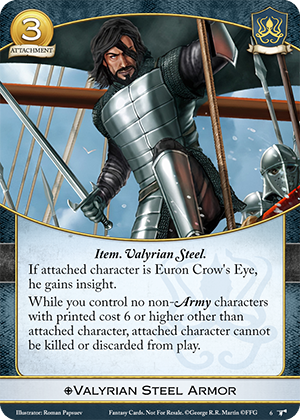 3
ATTACHMENT
Item. Valyrian Steel.
If attached character is Euron Crow's Eye,
he gains insight.
While you control no non-Army characters
with printed cost 6 or higher other than
attached character, attached character cannot
be killed or discarded from play.
VALYRIAN STEEL ARMOR
Illustrator: Roman Papsuev
Fantasy Cards. Not For Resale. ©George R.R. Martin ©FFG
6